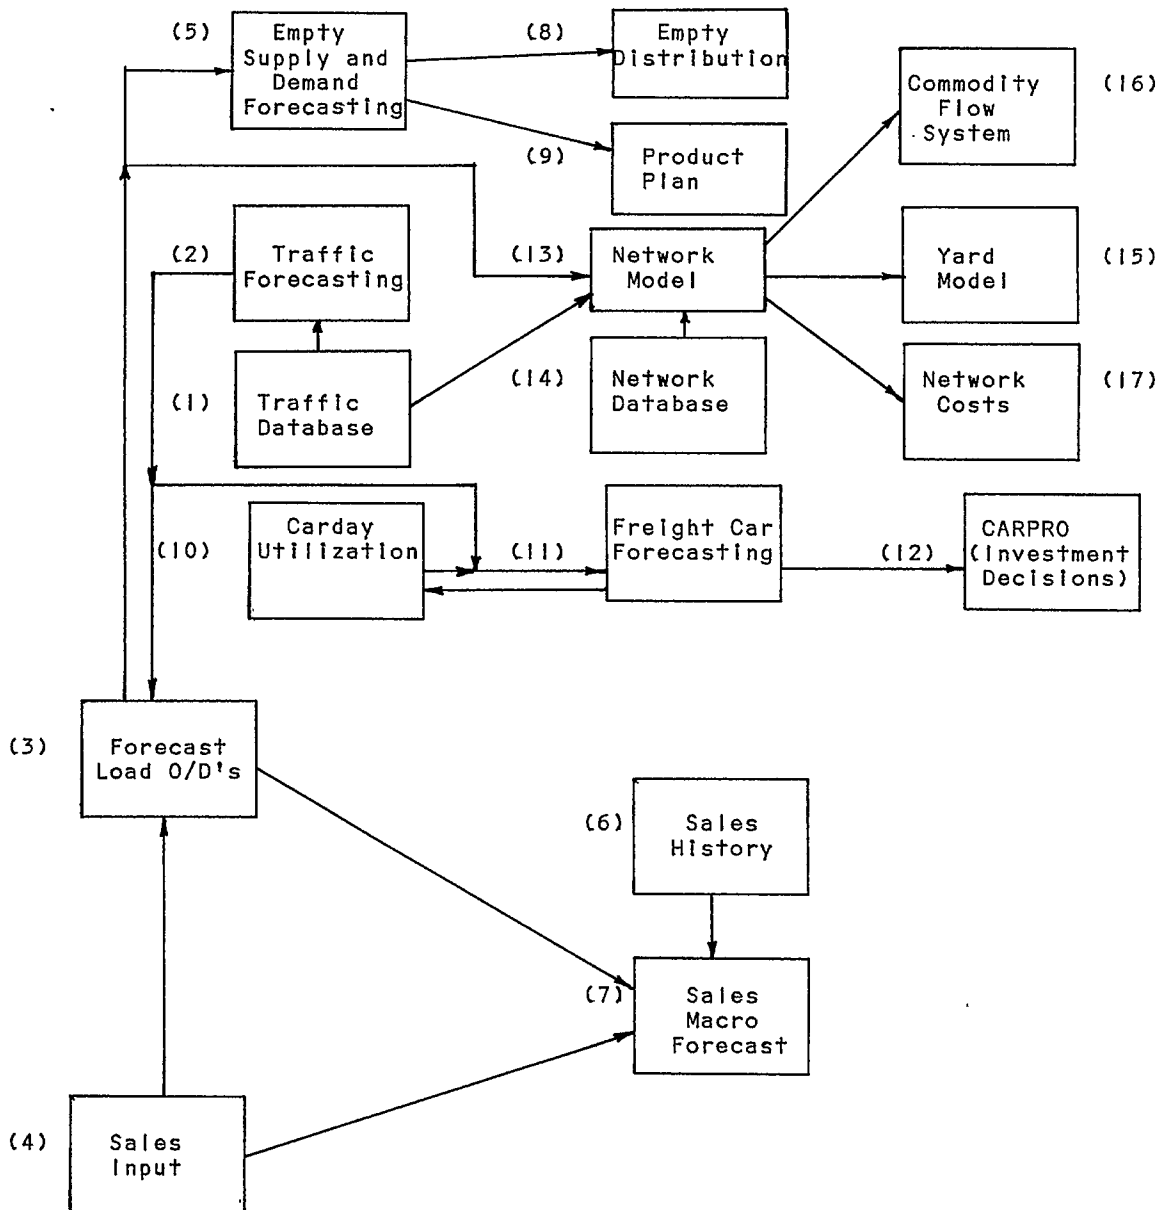 (5)
Empty
Supply and
Demand
Forecasting
(8)
Empty
Distribution
Commodity
Flow
System
(16)
(9)
Product
Plan
(2)
Traffic
Forecasting
(13)
Network
Model
Yard
Model
(15)
(1)
Traffic
Database
(14)
Network
Database
Network
Costs
(17)
(10)
Carday
Utilization
(11)
Freight Car
Forecasting
(12)
CARPRO
(Investment
Decisions)
(3)
Forecast
Load O/D's
(6)
Sales
History
(7)
Sales
Macro
Forecast
(4)
Sales
Input